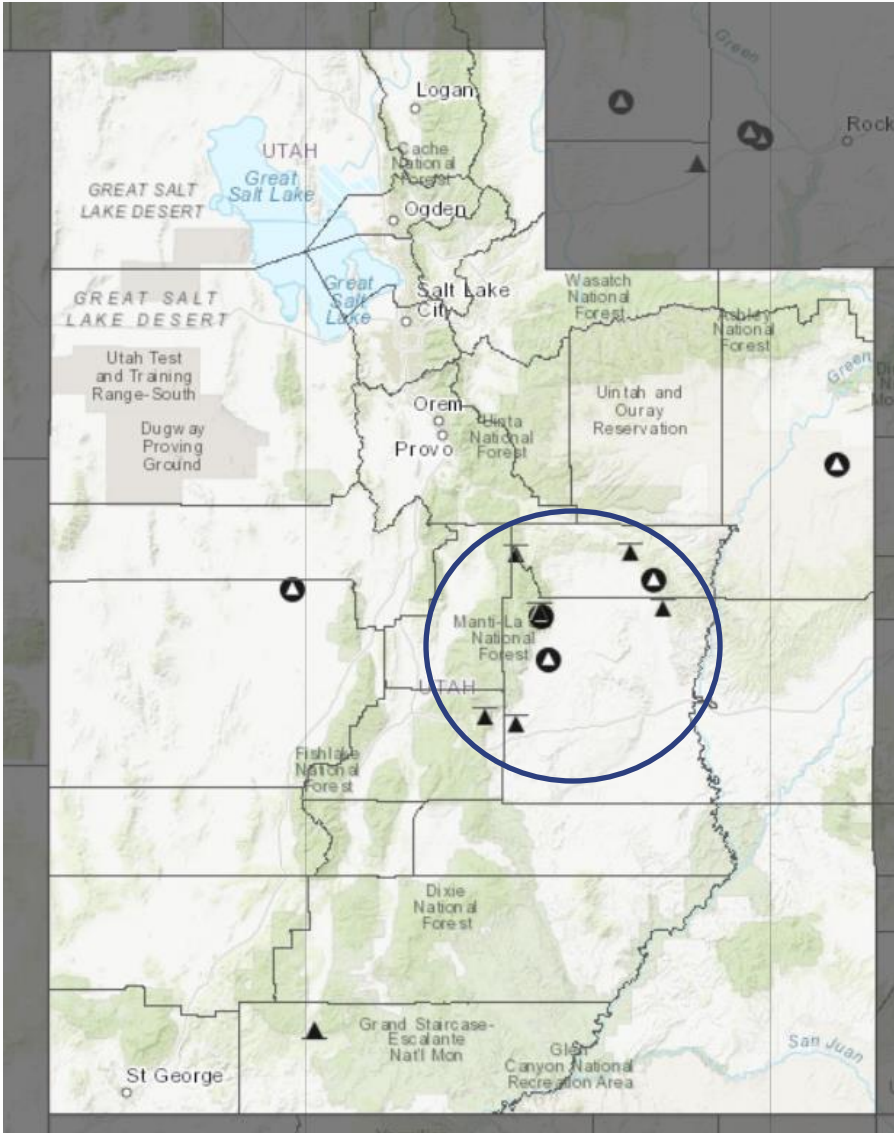 Green
Logan
Rock
UTAH
Cache
National
Forest
Great
Salt Lake
GREAT SALT
LAKE DESERT
Ogden
Great
Salt
Lake
Salt Lake
City
Wasatch
National
Forest
GREAT SALT
LAKE DESERT
Ashley
National
Forest
Utah Test
and Training
Range-South
Green
Uintah and
Ouray
Reservation
Orem
Uinta
National
Forest
Dugway
Proving
Ground
Provo
Manti-La
National
Forest
UTAH
Fishlake
National
Forest
Dixie
National
Forest
Grand Staircase-
Escalante
Nat'l Mon
San Juan
Glen
Canyon National
Recreation Area
St George